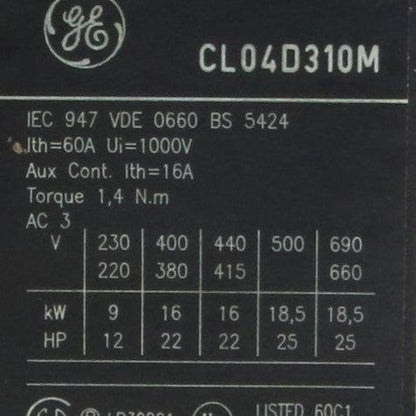 GE
CL04D310M
IEC 947 VDE 0660 BS 5424
Jth=60A Ui=1000V
Aux Cont. Ith=16A
Torque 1,4 N.m
AC 3
V 230 400 440 500 690
220 380 415 660
kW 9 16 16 18,5 18,5
HP 12 22 22 25 25
LISTED 60C1